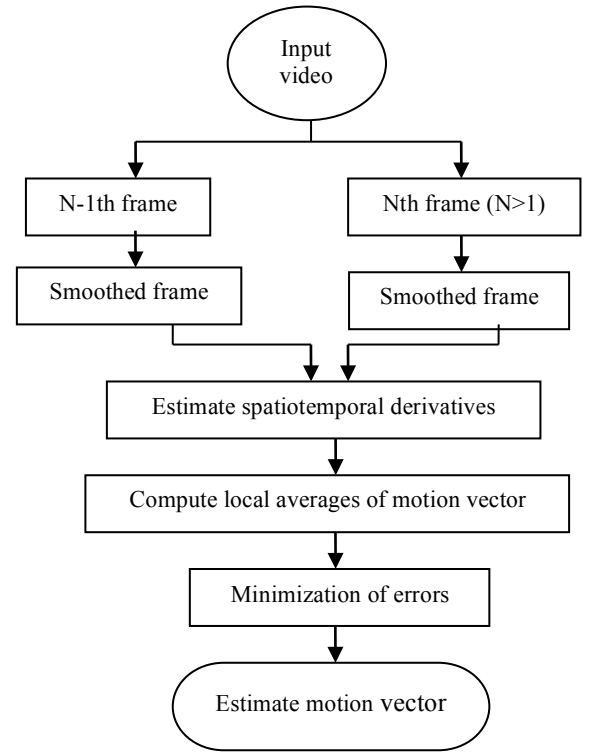 Input
video
N-1th frame
Nth frame (N>1)
Smoothed frame
Smoothed frame
Estimate spatiotemporal derivatives
Compute local averages of motion vector
Minimization of errors
Estimate motion vector